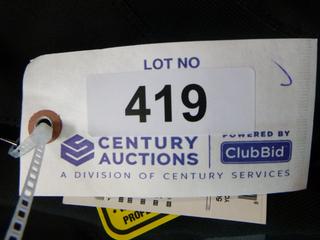 LOT NO
419
CENTURY
AUCTIONS
POWERED BY
ClubBid
A DIVISION OF CENTURY SERVICES